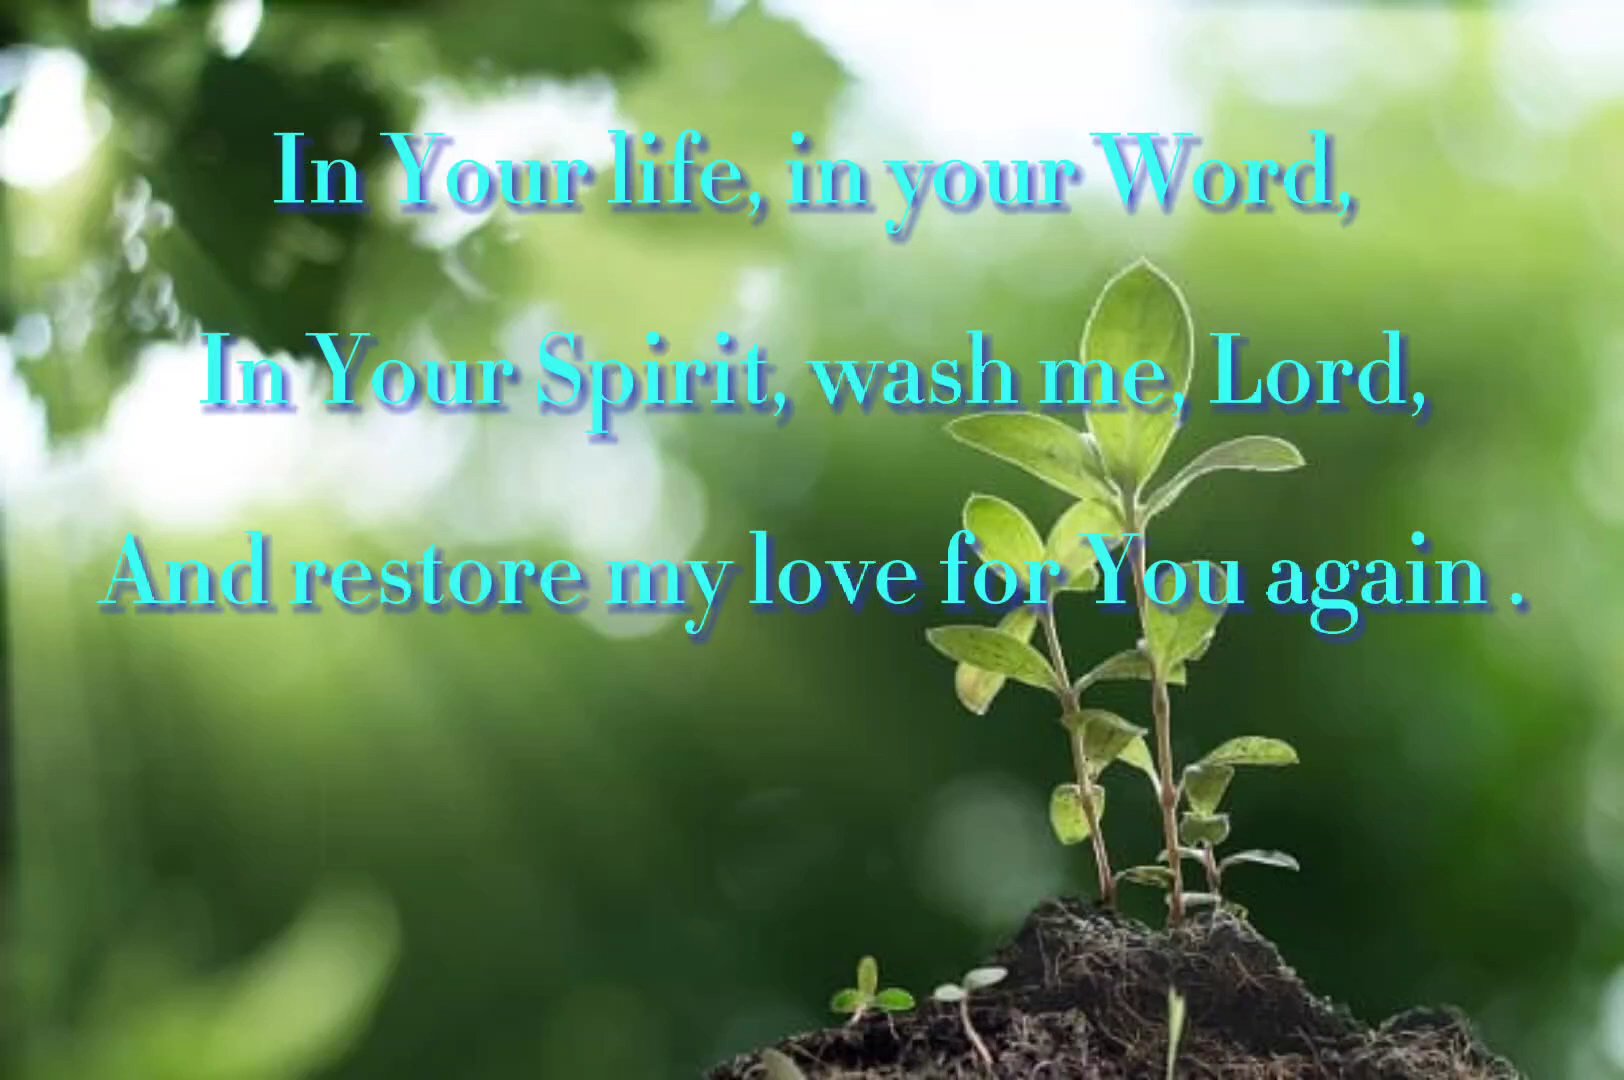 In Your life, in your Word,
In Your Spirit, wash me, Lord,
And restore my love for You again .